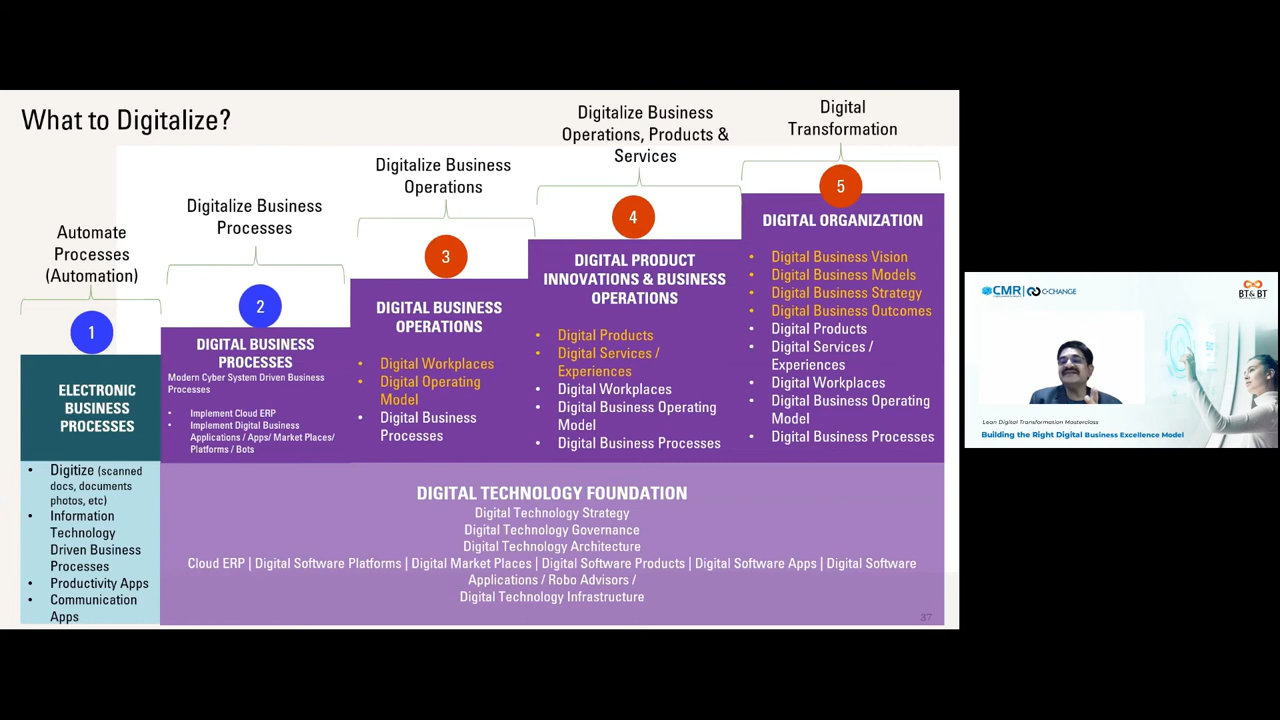 What to Digitalize?
Automate
Processes
(Automation)
1
ELECTRONIC
BUSINESS
PROCESSES
• Digitize (scanned
docs, documents
photos, etc)
• Information
Technology
Driven Business
Processes
• Productivity Apps
• Communication
Apps
Digitalize Business
Processes
2
DIGITAL BUSINESS
PROCESSES
Modern Cyber System Driven Business
Processes
• Implement Cloud ERP
• Implement Digital Business
Applications / Apps/ Market Places/
Platforms / Bots
Digitalize Business
Operations
3
DIGITAL BUSINESS
OPERATIONS
• Digital Workplaces
• Digital Operating
Model
• Digital Business
Processes
Digitalize Business
Operations, Products &
Services
4
DIGITAL PRODUCT
INNOVATIONS & BUSINESS
OPERATIONS
• Digital Products
• Digital Services /
Experiences
• Digital Workplaces
• Digital Business Operating
Model
• Digital Business Processes
Digital
Transformation
5
DIGITAL ORGANIZATION
• Digital Business Vision
• Digital Business Models
• Digital Business Strategy
• Digital Business Outcomes
• Digital Products
• Digital Services /
Experiences
• Digital Workplaces
• Digital Business Operating
Model
• Digital Business Processes
DIGITAL TECHNOLOGY FOUNDATION
Digital Technology Strategy
Digital Technology Governance
Digital Technology Architecture
Cloud ERP | Digital Software Platforms | Digital Market Places | Digital Software Products | Digital Software Apps | Digital Software
Applications / Robo Advisors /
Digital Technology Infrastructure
37
CMR | C-CHANGE
BT& BT
Lean Digital Transformation Masterclass
Building the Right Digital Business Excellence Model